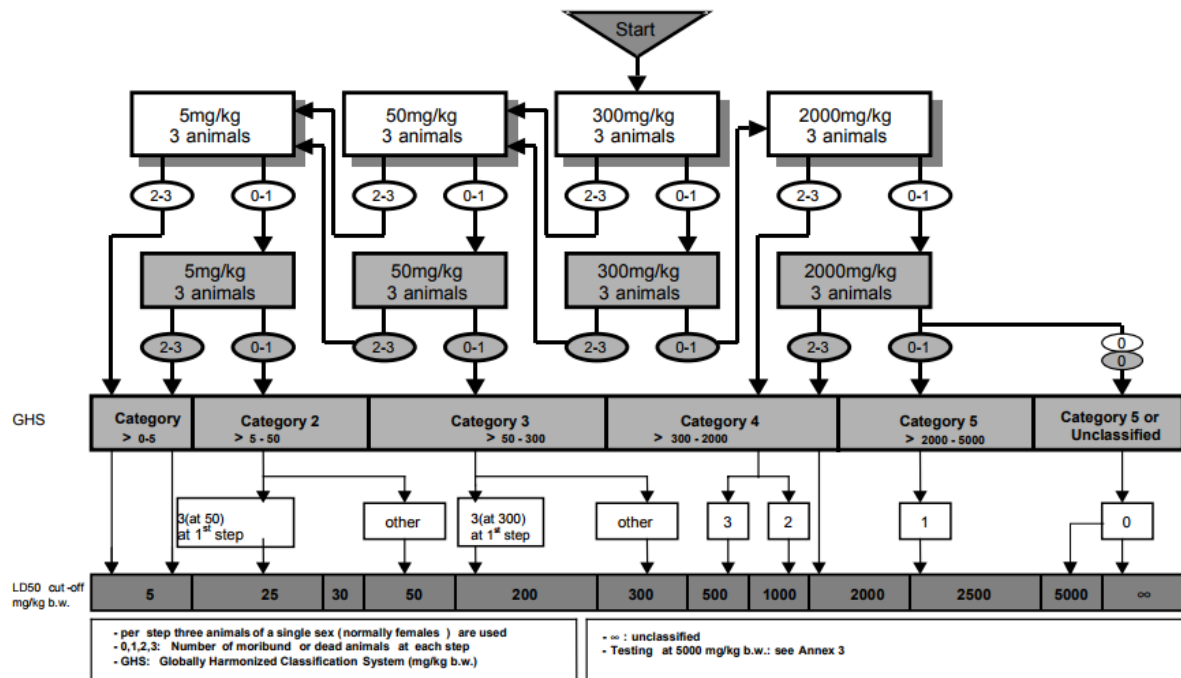 Start
5mg/kg
3 animals
50mg/kg
3 animals
300mg/kg
3 animals
2000mg/kg
3 animals
2-3
0-1
2-3
0-1
2-3
0-1
2-3
0-1
5mg/kg
3 animals
50mg/kg
3 animals
300mg/kg
3 animals
2000mg/kg
3 animals
2-3
0-1
2-3
0-1
2-3
0-1
2-3
0-1
0
0
GHS
Category
> 0-5
Category 2
> 5 - 50
Category 3
> 50 - 300
Category 4
> 300 - 2000
Category 5
> 2000 - 5000
Category 5 or
Unclassified
3(at 50)
at 1st step
other
3(at 300)
at 1st step
other
3
2
1
0
LD50 cut-off
mg/kg b.w.
5
25
30
50
200
300
500
1000
2000
2500
5000
∞
- per step three animals of a single sex (normally females) are used
- 0,1,2,3: Number of moribund or dead animals at each step
- GHS: Globally Harmonized Classification System (mg/kg b.w.)
- ∞ : unclassified
- Testing at 5000 mg/kg b.w.: see Annex 3